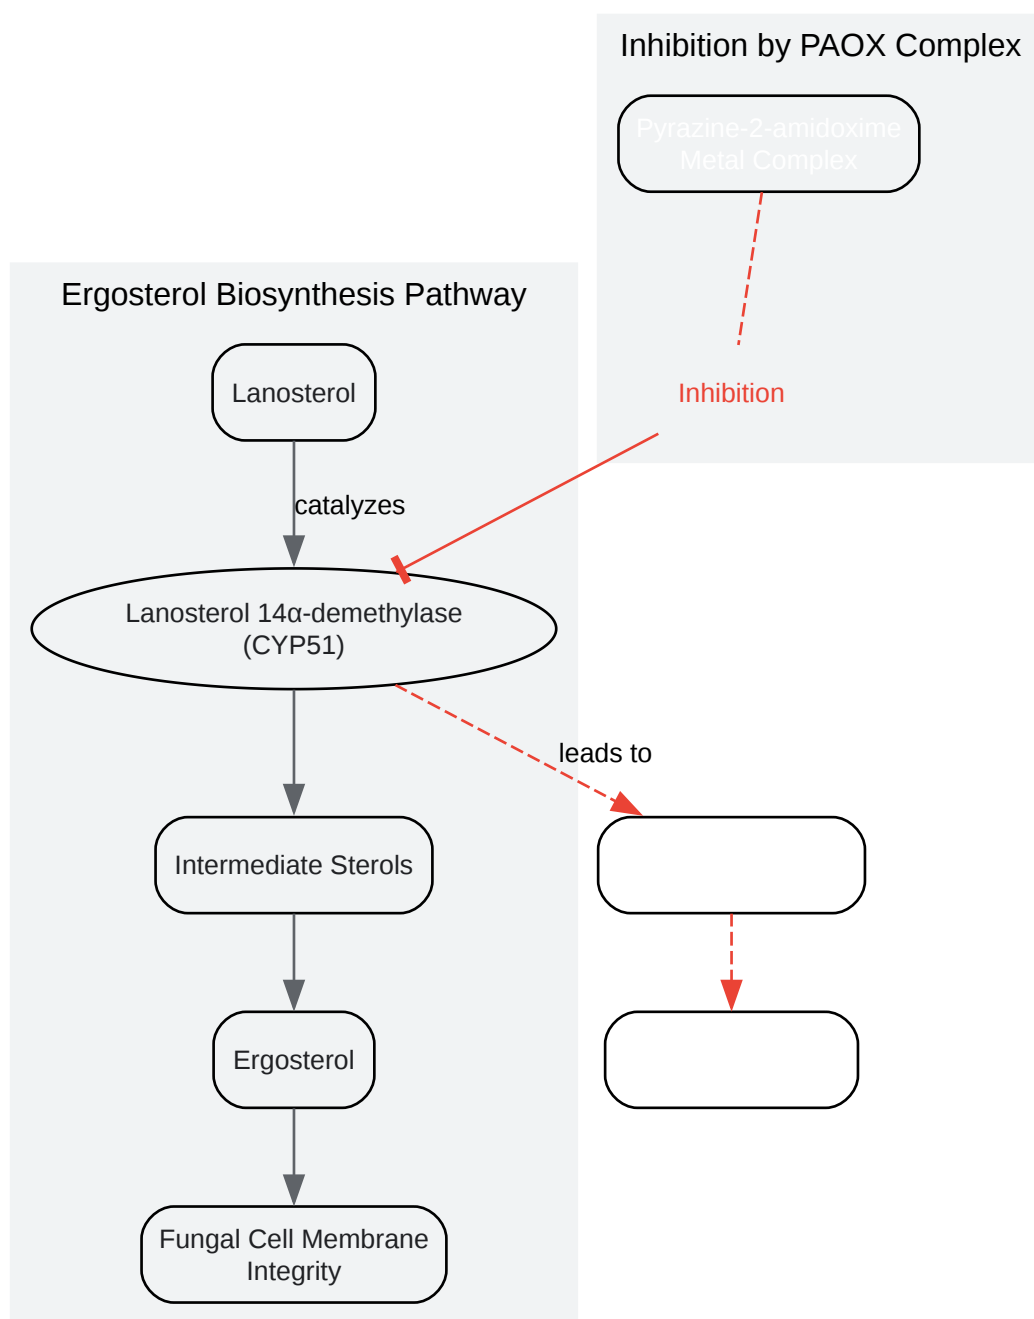 Inhibition by PAOX Complex
Pyrazine-2-amidoxime
Metal Complex
Ergosterol Biosynthesis Pathway
Lanosterol
Inhibition
catalyzes
Lanosterol 14α-demethylase
(CYP51)
leads to
Intermediate Sterols
Ergosterol
Fungal Cell Membrane
Integrity